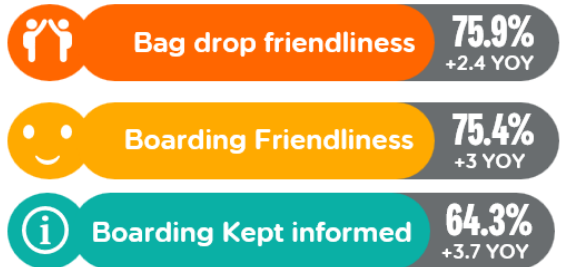 Bag drop friendliness
75.9%
+2.4 YOY
Boarding Friendliness
75.4%
+3 YOY
Boarding Kept informed
64.3%
+3.7 YOY